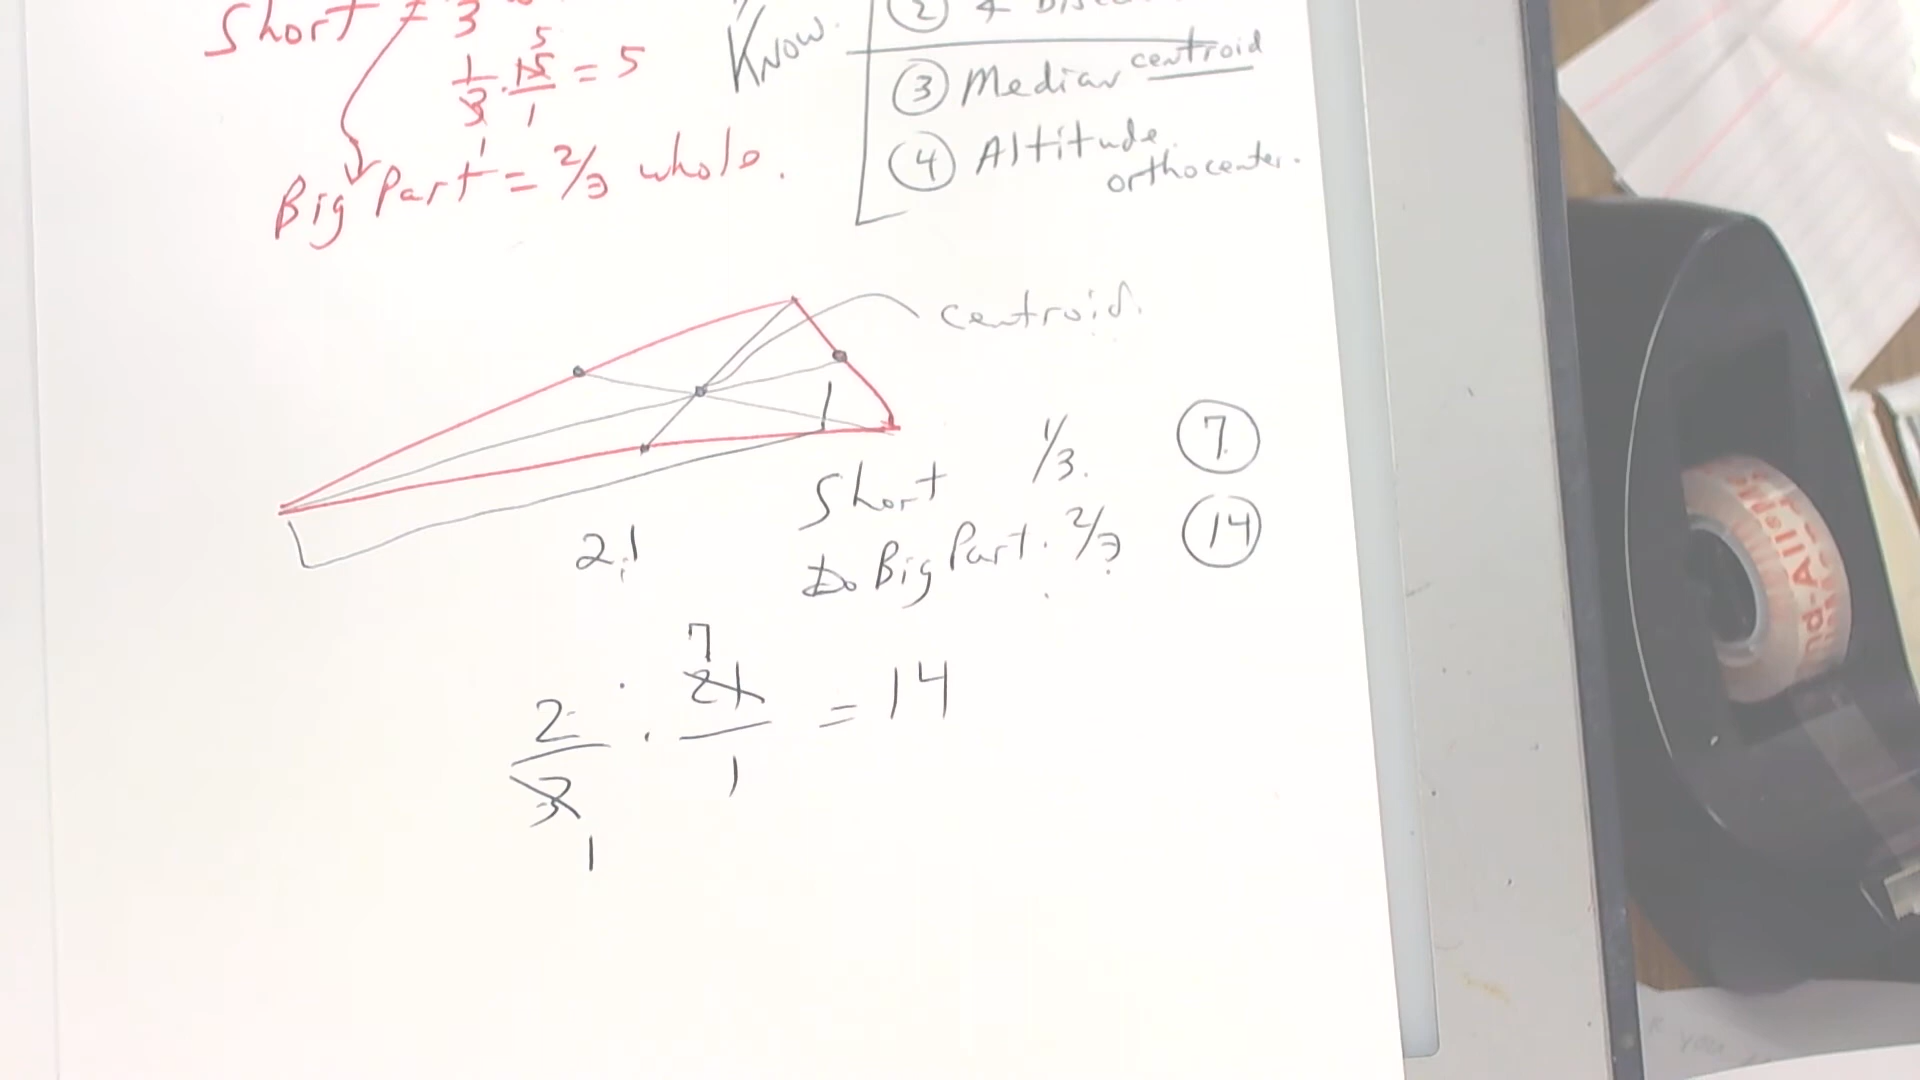 Short = 1/3
1/3 · 15/1 = 5
5
1
Big Part = 2/3 whole.
Know.
2
3 Median centroid
4 Altitude
orthocenter.
centroid.
Short 1/3. 7
Big Part. 2/3 14
21
7
2/3 · 21/1 = 14
1